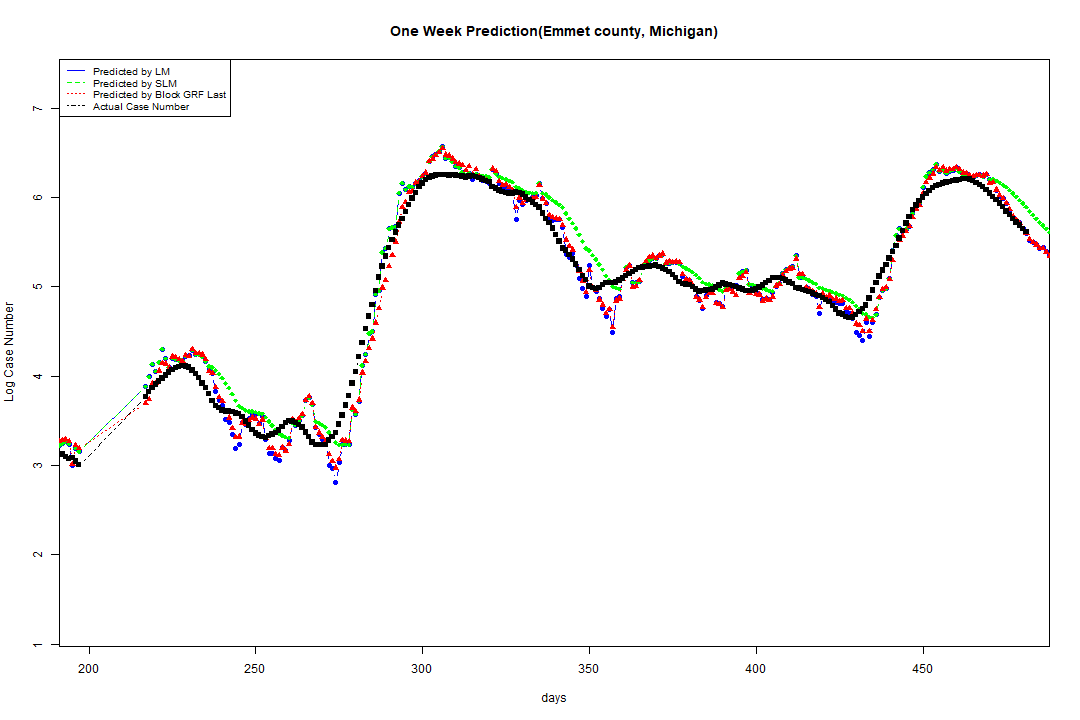 One Week Prediction(Emmet county, Michigan)
Predicted by LM
Predicted by SLM
Predicted by Block GRF Last
Actual Case Number
7
6
5
4
3
2
1
Log Case Number
200 250 300 350 400 450
days